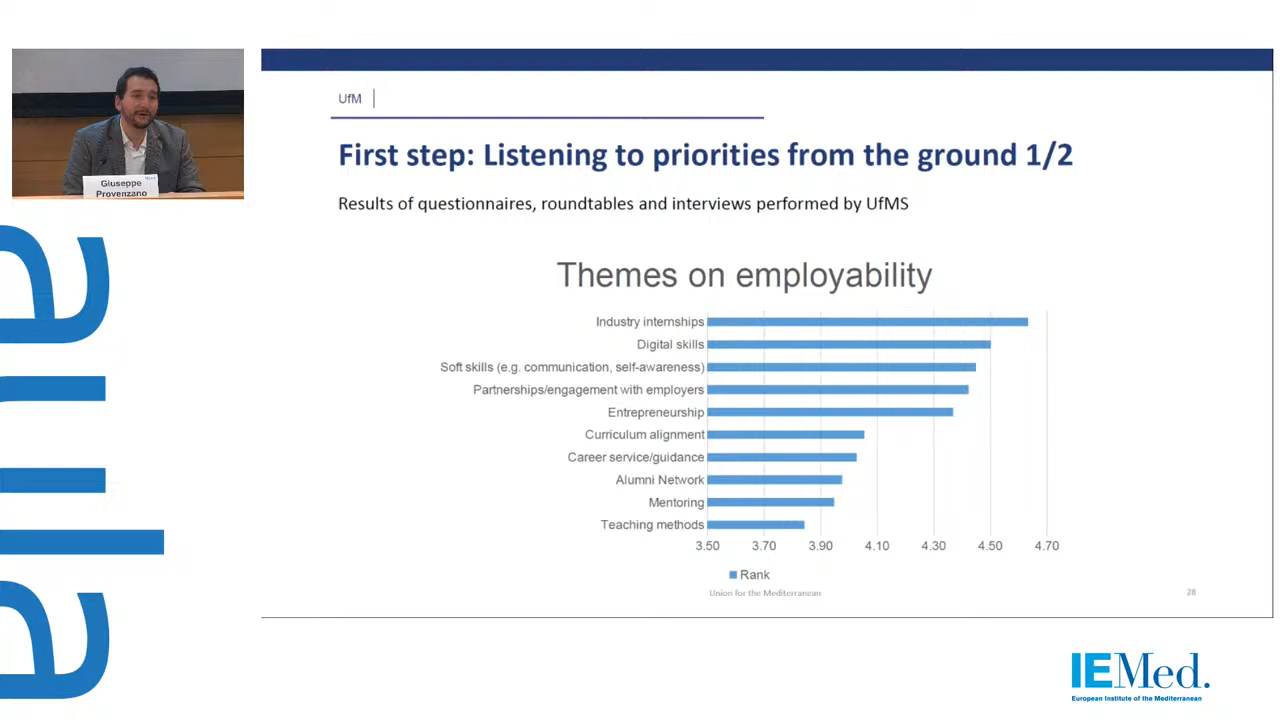 Giuseppe
Provenzano
aula
UfM
First step: Listening to priorities from the ground 1/2
Results of questionnaires, roundtables and interviews performed by UfMS
Themes on employability
Industry internships
Digital skills
Soft skills (e.g. communication, self-awareness)
Partnerships/engagement with employers
Entrepreneurship
Curriculum alignment
Career service/guidance
Alumni Network
Mentoring
Teaching methods
3.50 3.70 3.90 4.10 4.30 4.50 4.70
Rank
Union for the Mediterranean
28
IEMed.
European Institute of the Mediterranean